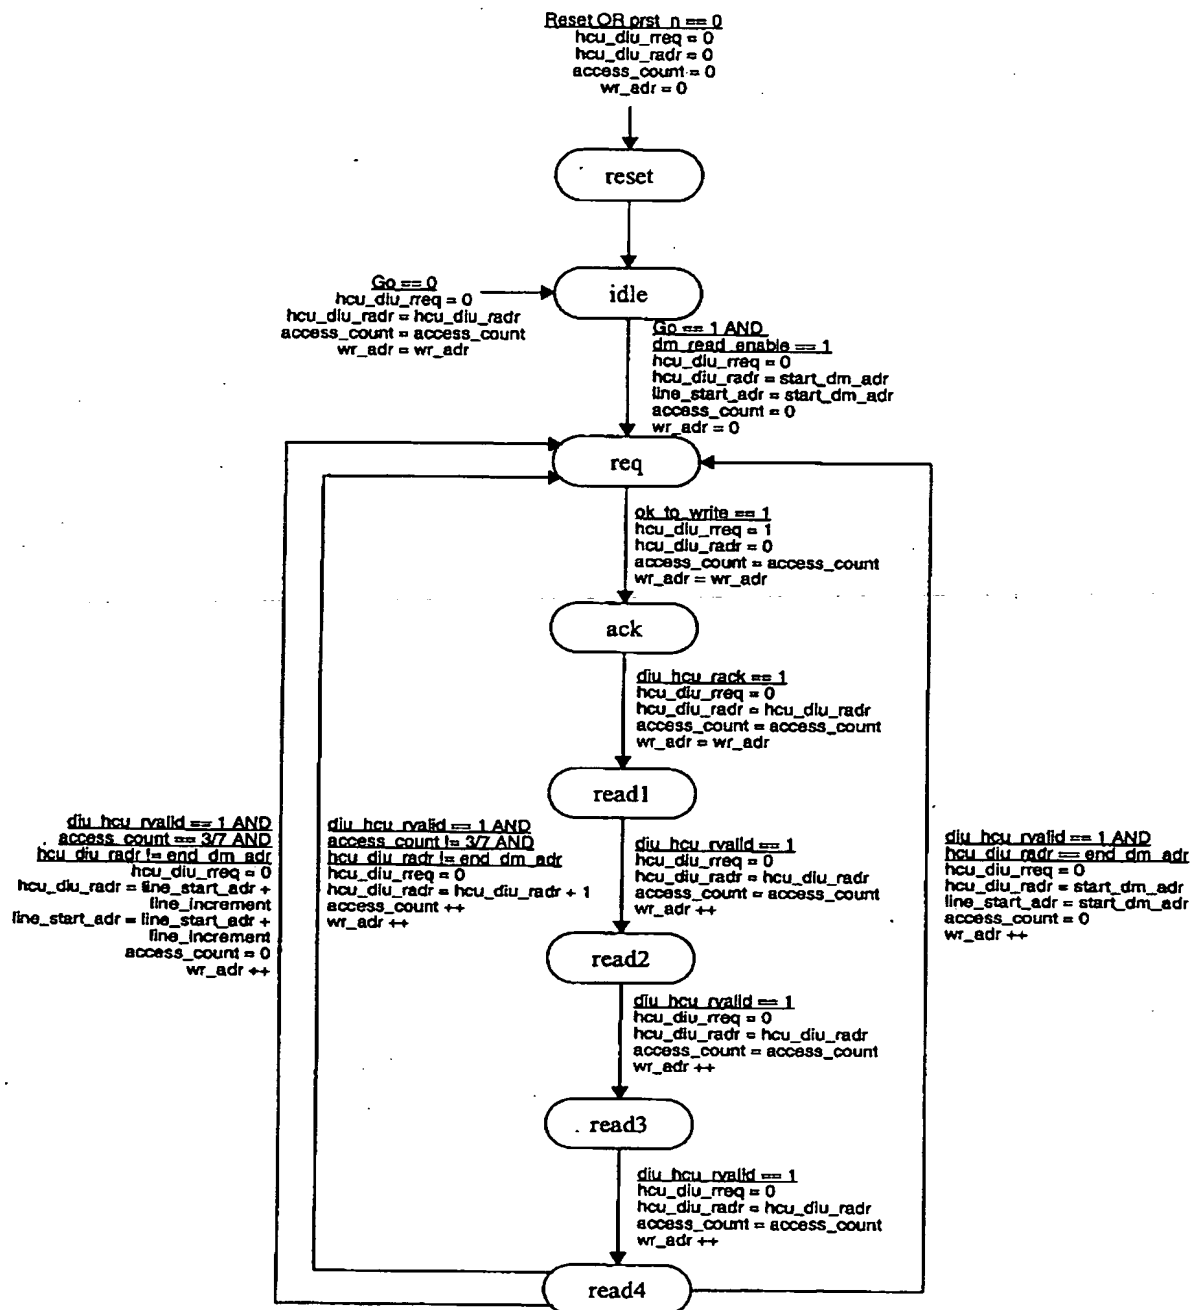 Reset OR prst_n == 0
hcu_diu_rreq = 0
hcu_diu_radr = 0
access_count = 0
wr_adr = 0
reset
idle
Go == 0
hcu_diu_rreq = 0
hcu_diu_radr = hcu_diu_radr
access_count = access_count
wr_adr = wr_adr
Go == 1 AND
dm_read_enable == 1
hcu_diu_rreq = 0
hcu_diu_radr = start_dm_adr
line_start_adr = start_dm_adr
access_count = 0
wr_adr = 0
req
ok_to_write == 1
hcu_diu_rreq = 1
hcu_diu_radr = 0
access_count = access_count
wr_adr = wr_adr
ack
diu_hcu_rack == 1
hcu_diu_rreq = 0
hcu_diu_radr = hcu_diu_radr
access_count = access_count
wr_adr = wr_adr
read1
diu_hcu_rvalid == 1 AND
access_count == 3/7 AND
hcu_diu_radr != end_dm_adr
hcu_diu_rreq = 0
hcu_diu_radr = line_start_adr +
line_increment
line_start_adr = line_start_adr +
line_increment
access_count = 0
wr_adr ++
diu_hcu_rvalid == 1 AND
access_count != 3/7 AND
hcu_diu_radr != end_dm_adr
hcu_diu_rreq = 0
hcu_diu_radr = hcu_diu_radr + 1
access_count ++
wr_adr ++
diu_hcu_rvalid == 1
hcu_diu_rreq = 0
hcu_diu_radr = hcu_diu_radr
access_count = access_count
wr_adr ++
diu_hcu_rvalid == 1 AND
hcu_diu_radr == end_dm_adr
hcu_diu_rreq = 0
hcu_diu_radr = start_dm_adr
line_start_adr = start_dm_adr
access_count = 0
wr_adr ++
read2
diu_hcu_rvalid == 1
hcu_diu_rreq = 0
hcu_diu_radr = hcu_diu_radr
access_count = access_count
wr_adr ++
read3
diu_hcu_rvalid == 1
hcu_diu_rreq = 0
hcu_diu_radr = hcu_diu_radr
access_count = access_count
wr_adr ++
read4